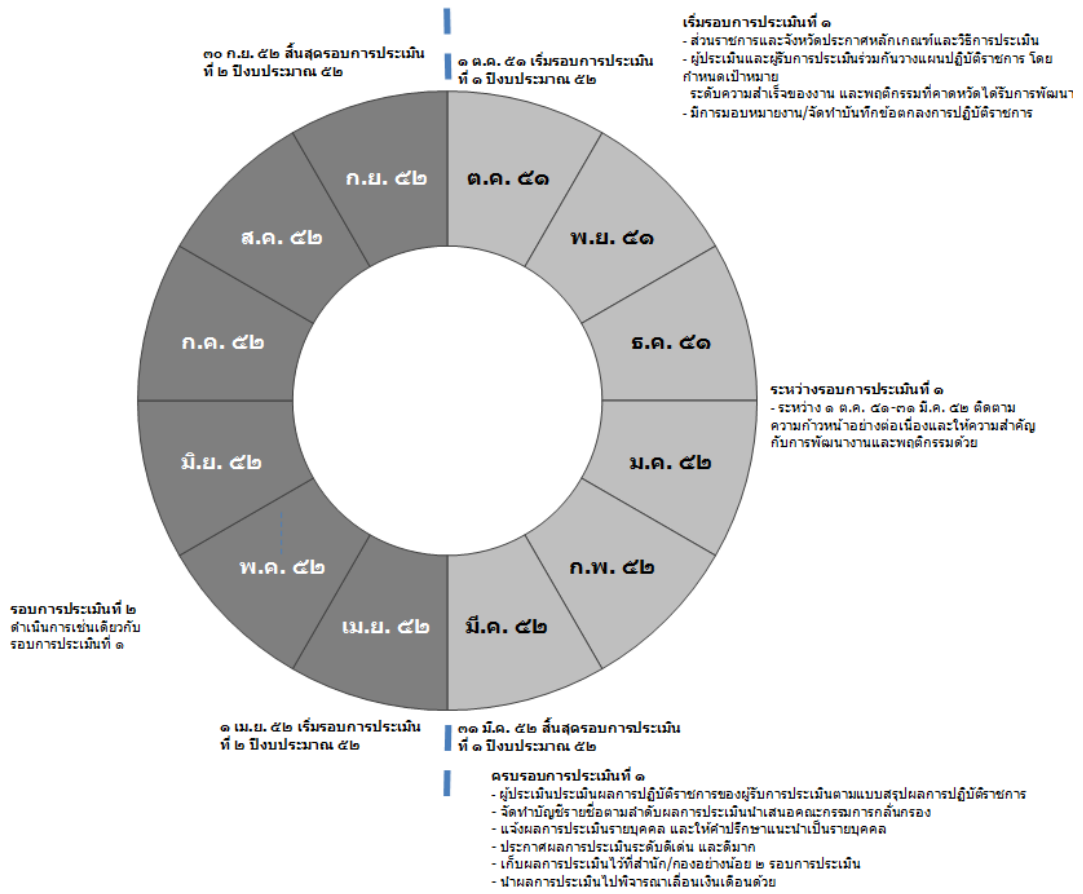 เริ่มรอบการประเมินที่ ๑
- ส่วนราชการและจังหวัดประกาศหลักเกณฑ์และวิธีการประเมิน
- ผู้ประเมินและผู้รับการประเมินร่วมกันวางแผนปฏิบัติราชการ โดย
กำหนดเป้าหมาย
ระดับความสำเร็จของงาน และพฤติกรรมที่คาดหวัดได้รับการพัฒนา
- มีการมอบหมายงาน/จัดทำบันทึกข้อตกลงการปฏิบัติราชการ
๓๐ ก.ย. ๕๒ สิ้นสุดรอบการประเมิน
ที่ ๒ ปีงบประมาณ ๕๒
๑ ต.ค. ๕๑ เริ่มรอบการประเมิน
ที่ ๑ ปีงบประมาณ ๕๒
ก.ย. ๕๒
ต.ค. ๕๑
ส.ค. ๕๒
พ.ย. ๕๑
ก.ค. ๕๒
ธ.ค. ๕๑
ระหว่างรอบการประเมินที่ ๑
- ระหว่าง ๑ ต.ค. ๕๑-๓๑ มี.ค. ๕๒ ติดตาม
ความก้าวหน้าอย่างต่อเนื่องและให้ความสำคัญ
กับการพัฒนางานและพฤติกรรมด้วย
มิ.ย. ๕๒
ม.ค. ๕๒
พ.ค. ๕๒
ก.พ. ๕๒
รอบการประเมินที่ ๒
ดำเนินการเช่นเดียวกับ
รอบการประเมินที่ ๑
เม.ย. ๕๒
มี.ค. ๕๒
๑ เม.ย. ๕๒ เริ่มรอบการประเมิน
ที่ ๒ ปีงบประมาณ ๕๒
๓๑ มี.ค. ๕๒ สิ้นสุดรอบการประเมิน
ที่ ๑ ปีงบประมาณ ๕๒
ครบรอบการประเมินที่ ๑
- ผู้ประเมินประเมินผลการปฏิบัติราชการของผู้รับการประเมินตามแบบสรุปผลการปฏิบัติราชการ
- จัดทำบัญชีรายชื่อตามลำดับผลการประเมินนำเสนอคณะกรรมการกลั่นกรอง
- แจ้งผลการประเมินรายบุคคล และให้คำปรึกษาแนะนำเป็นรายบุคคล
- ประกาศผลการประเมินระดับดีเด่น และดีมาก
- เก็บผลการประเมินไว้ที่สำนัก/กองอย่างน้อย ๒ รอบการประเมิน
- นำผลการประเมินไปพิจารณาเลื่อนเงินเดือนด้วย